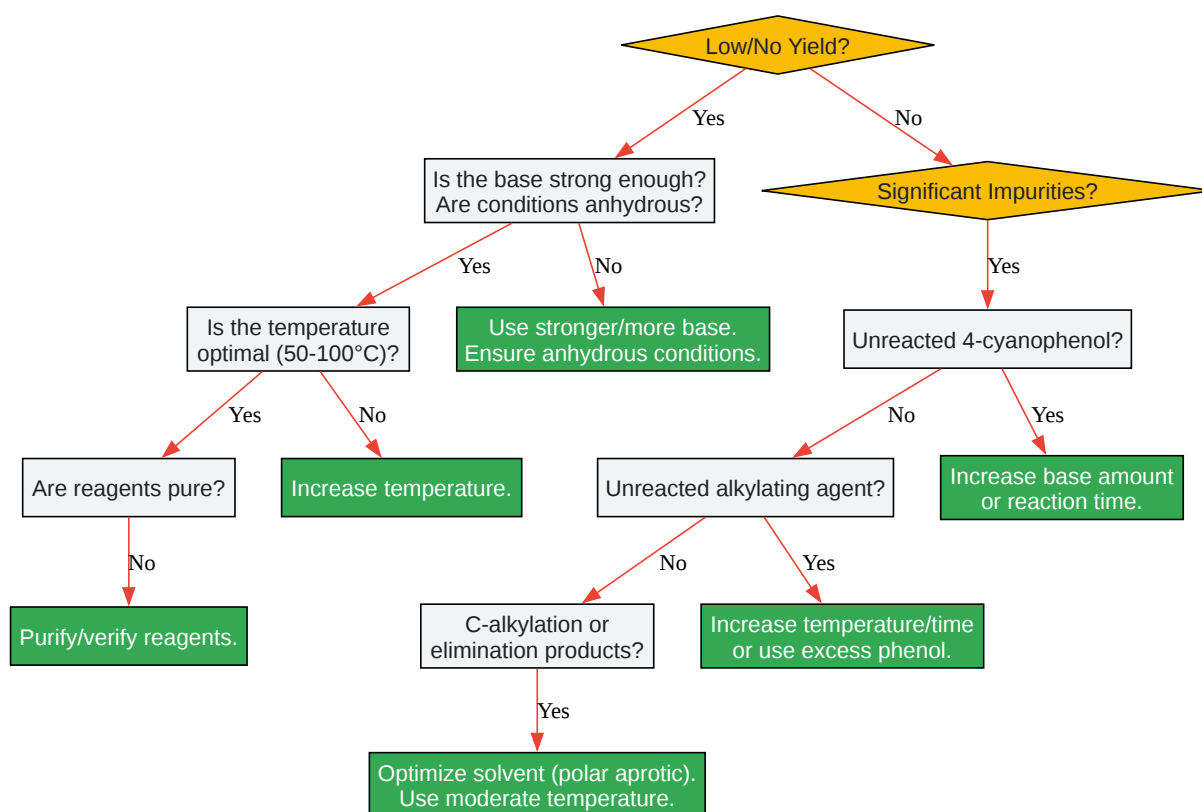 Low/No Yield?
Yes
No
Is the base strong enough?
Are conditions anhydrous?
Significant Impurities?
Yes
No
Yes
Is the temperature
optimal (50-100°C)?
Use stronger/more base.
Ensure anhydrous conditions.
Unreacted 4-cyanophenol?
Yes
No
No
Yes
Are reagents pure?
Increase temperature.
Unreacted alkylating agent?
Increase base amount
or reaction time.
No
No
Yes
Purify/verify reagents.
C-alkylation or
elimination products?
Increase temperature/time
or use excess phenol.
Yes
Optimize solvent (polar aprotic).
Use moderate temperature.